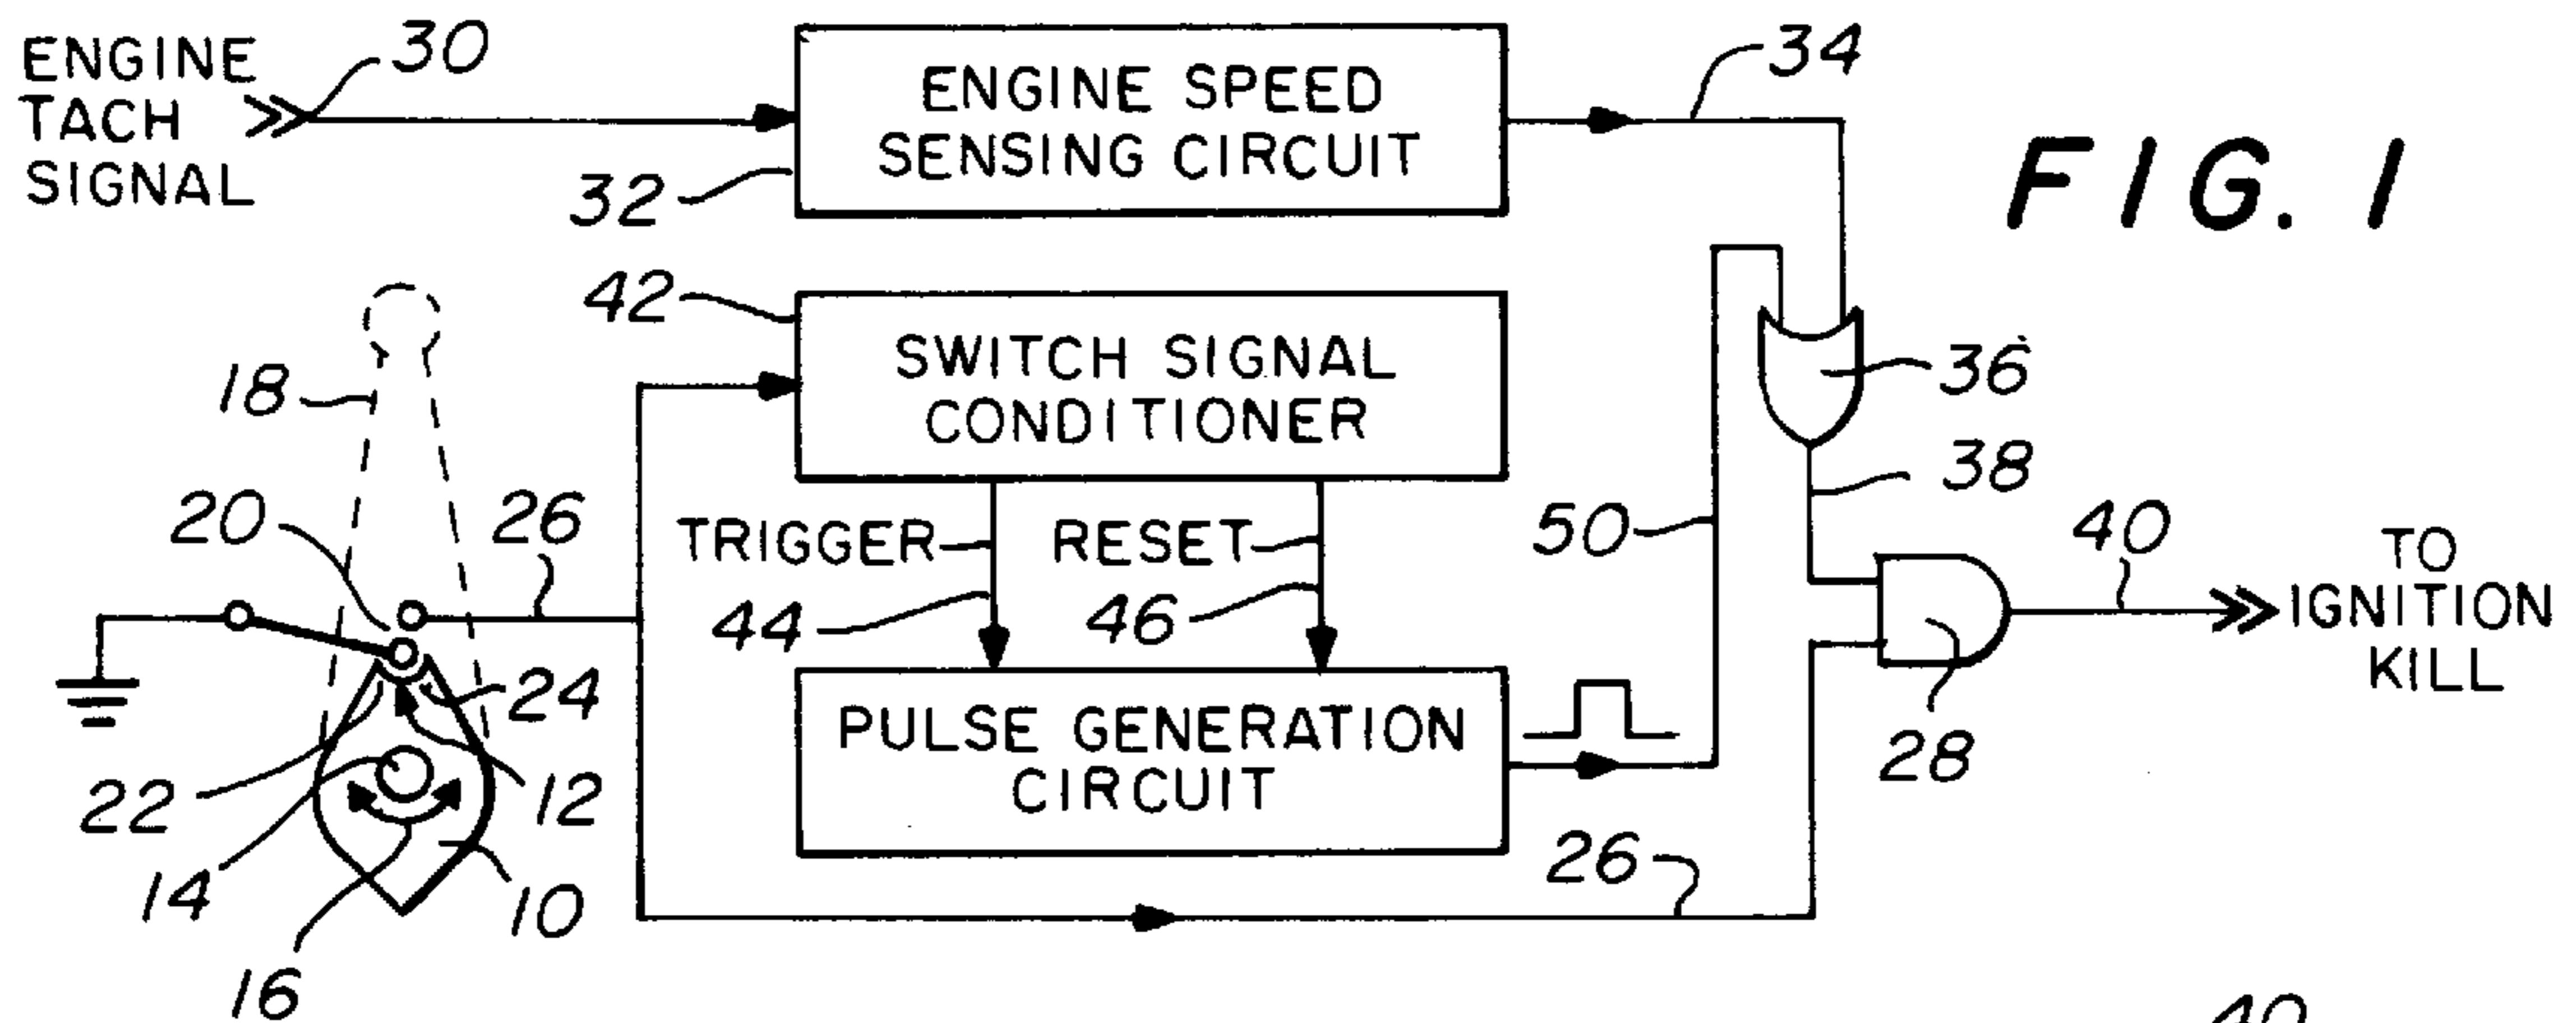 ENGINE
TACH
SIGNAL
30
ENGINE SPEED
SENSING CIRCUIT
32
34
FIG. 1
42
SWITCH SIGNAL
CONDITIONER
18
36
38
20
26
TRIGGER
RESET
50
40
TO
IGNITION
KILL
44
46
24
PULSE GENERATION
CIRCUIT
28
22
12
14
10
26
16
40